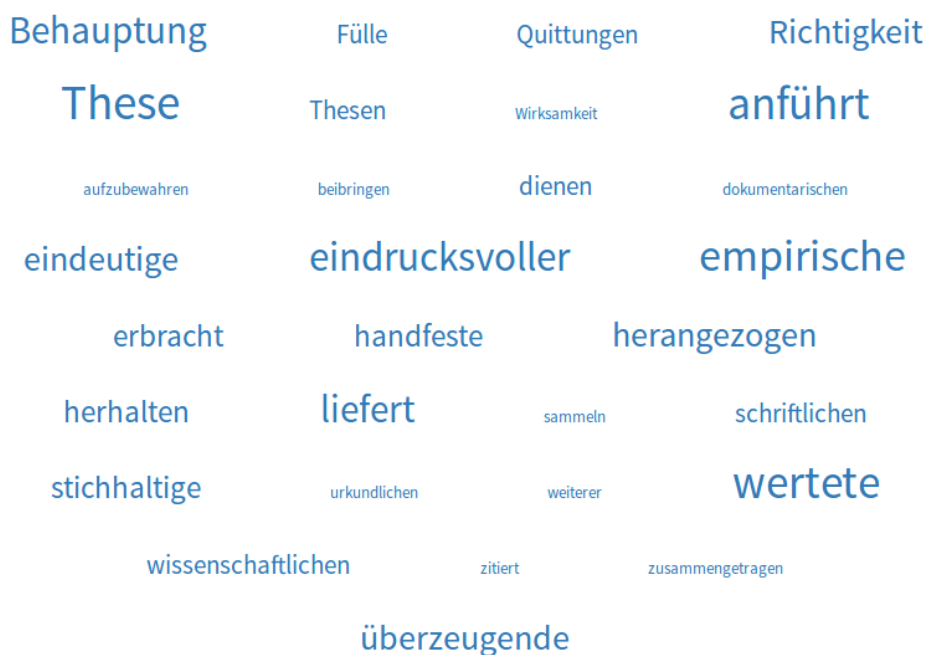 Behauptung Fülle Quittungen Richtigkeit
These Thesen Wirksamkeit anführt
aufzubewahren beibringen dienen dokumentarischen
eindeutige eindrucksvoller empirische
erbracht handfeste herangezogen
herhalten liefert sammeln schriftlichen
stichhaltige urkundlichen weiterer wertete
wissenschaftlichen zitiert zusammengetragen
überzeugende